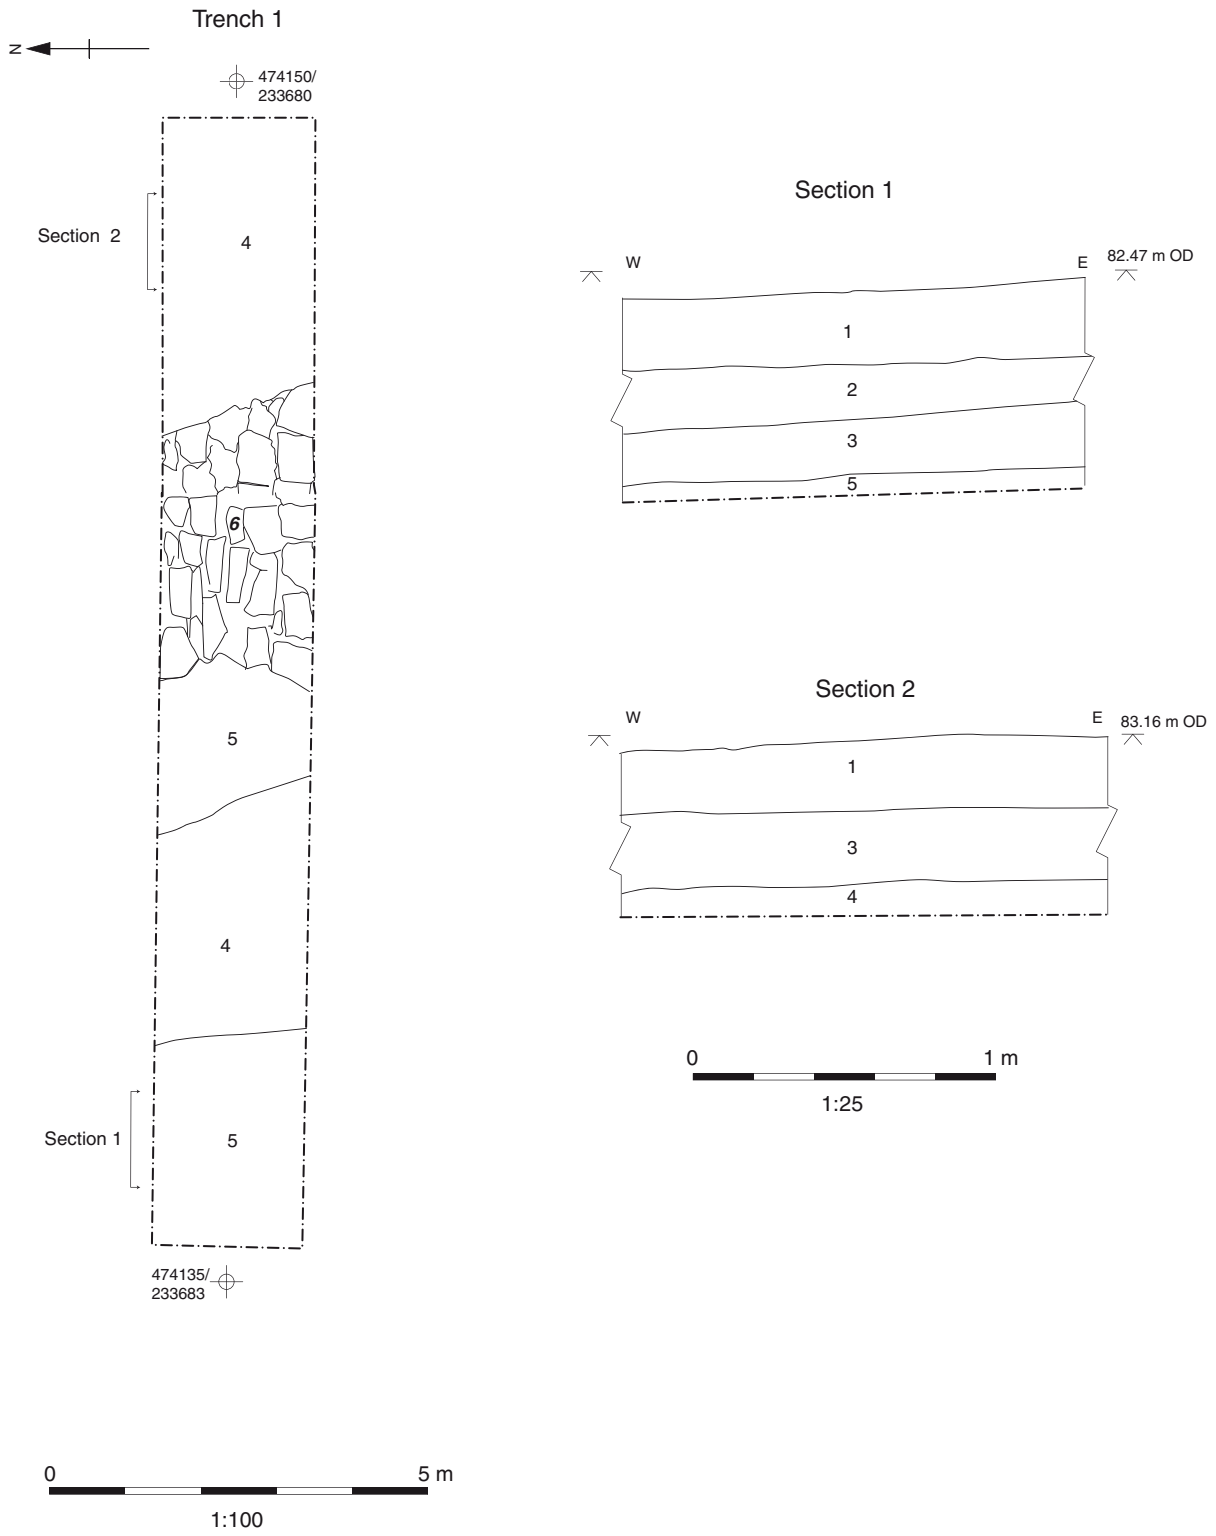 Trench 1
N
474150/
233680
Section 2
4
6
5
4
Section 1
5
474135/
233683
0 5 m
1:100
Section 1
W E 82.47 m OD
1
2
3
5
Section 2
W E 83.16 m OD
1
3
4
0 1 m
1:25